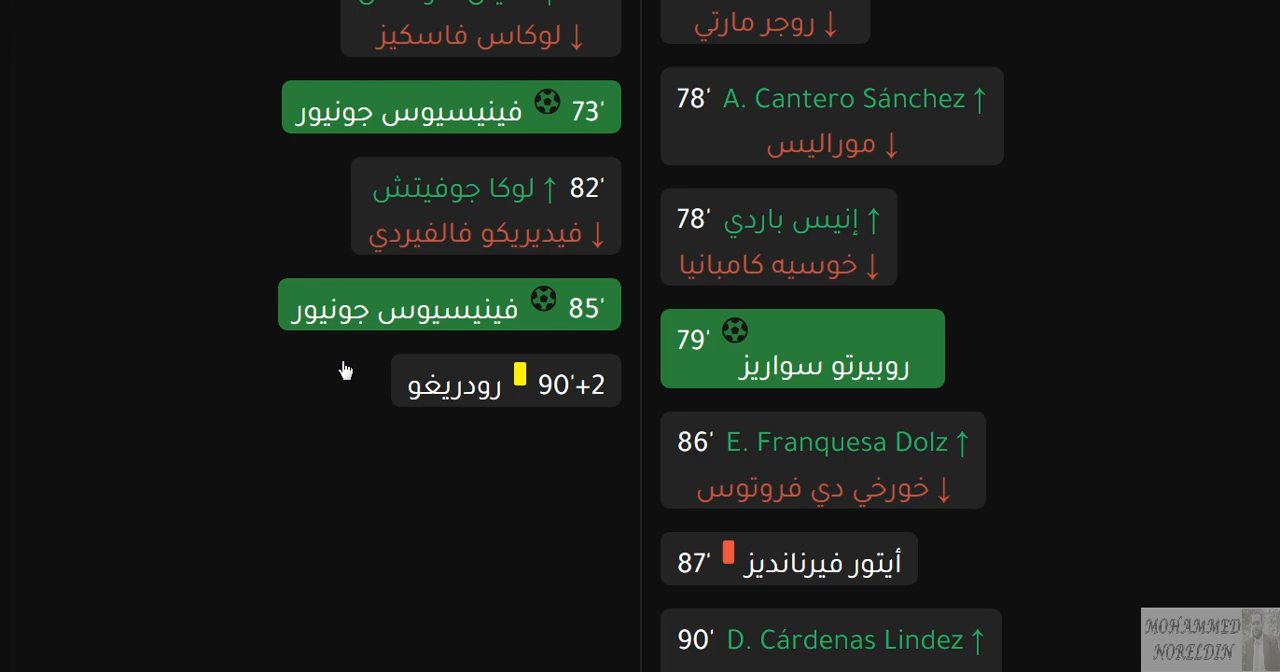 ↓ روجر مارتي
78' A. Cantero Sánchez ↑
↓ موراليس
78' إنيس باردي ↑
↓ خوسيه كامبانيا
79'
روبيرتو سواريز
86' E. Franquesa Dolz ↑
↓ خورخي دي فروتوس
87' أيتور فيرنانديز
90' D. Cárdenas Lindez ↑
↓ لوكاس فاسكيز
73' فينيسيوس جونيور
82' ↑ لوكا جوفيتش
↓ فيديريكو فالفيردي
85' فينيسيوس جونيور
90'+2 رودريغو
MOHAMMED
NORELDIN